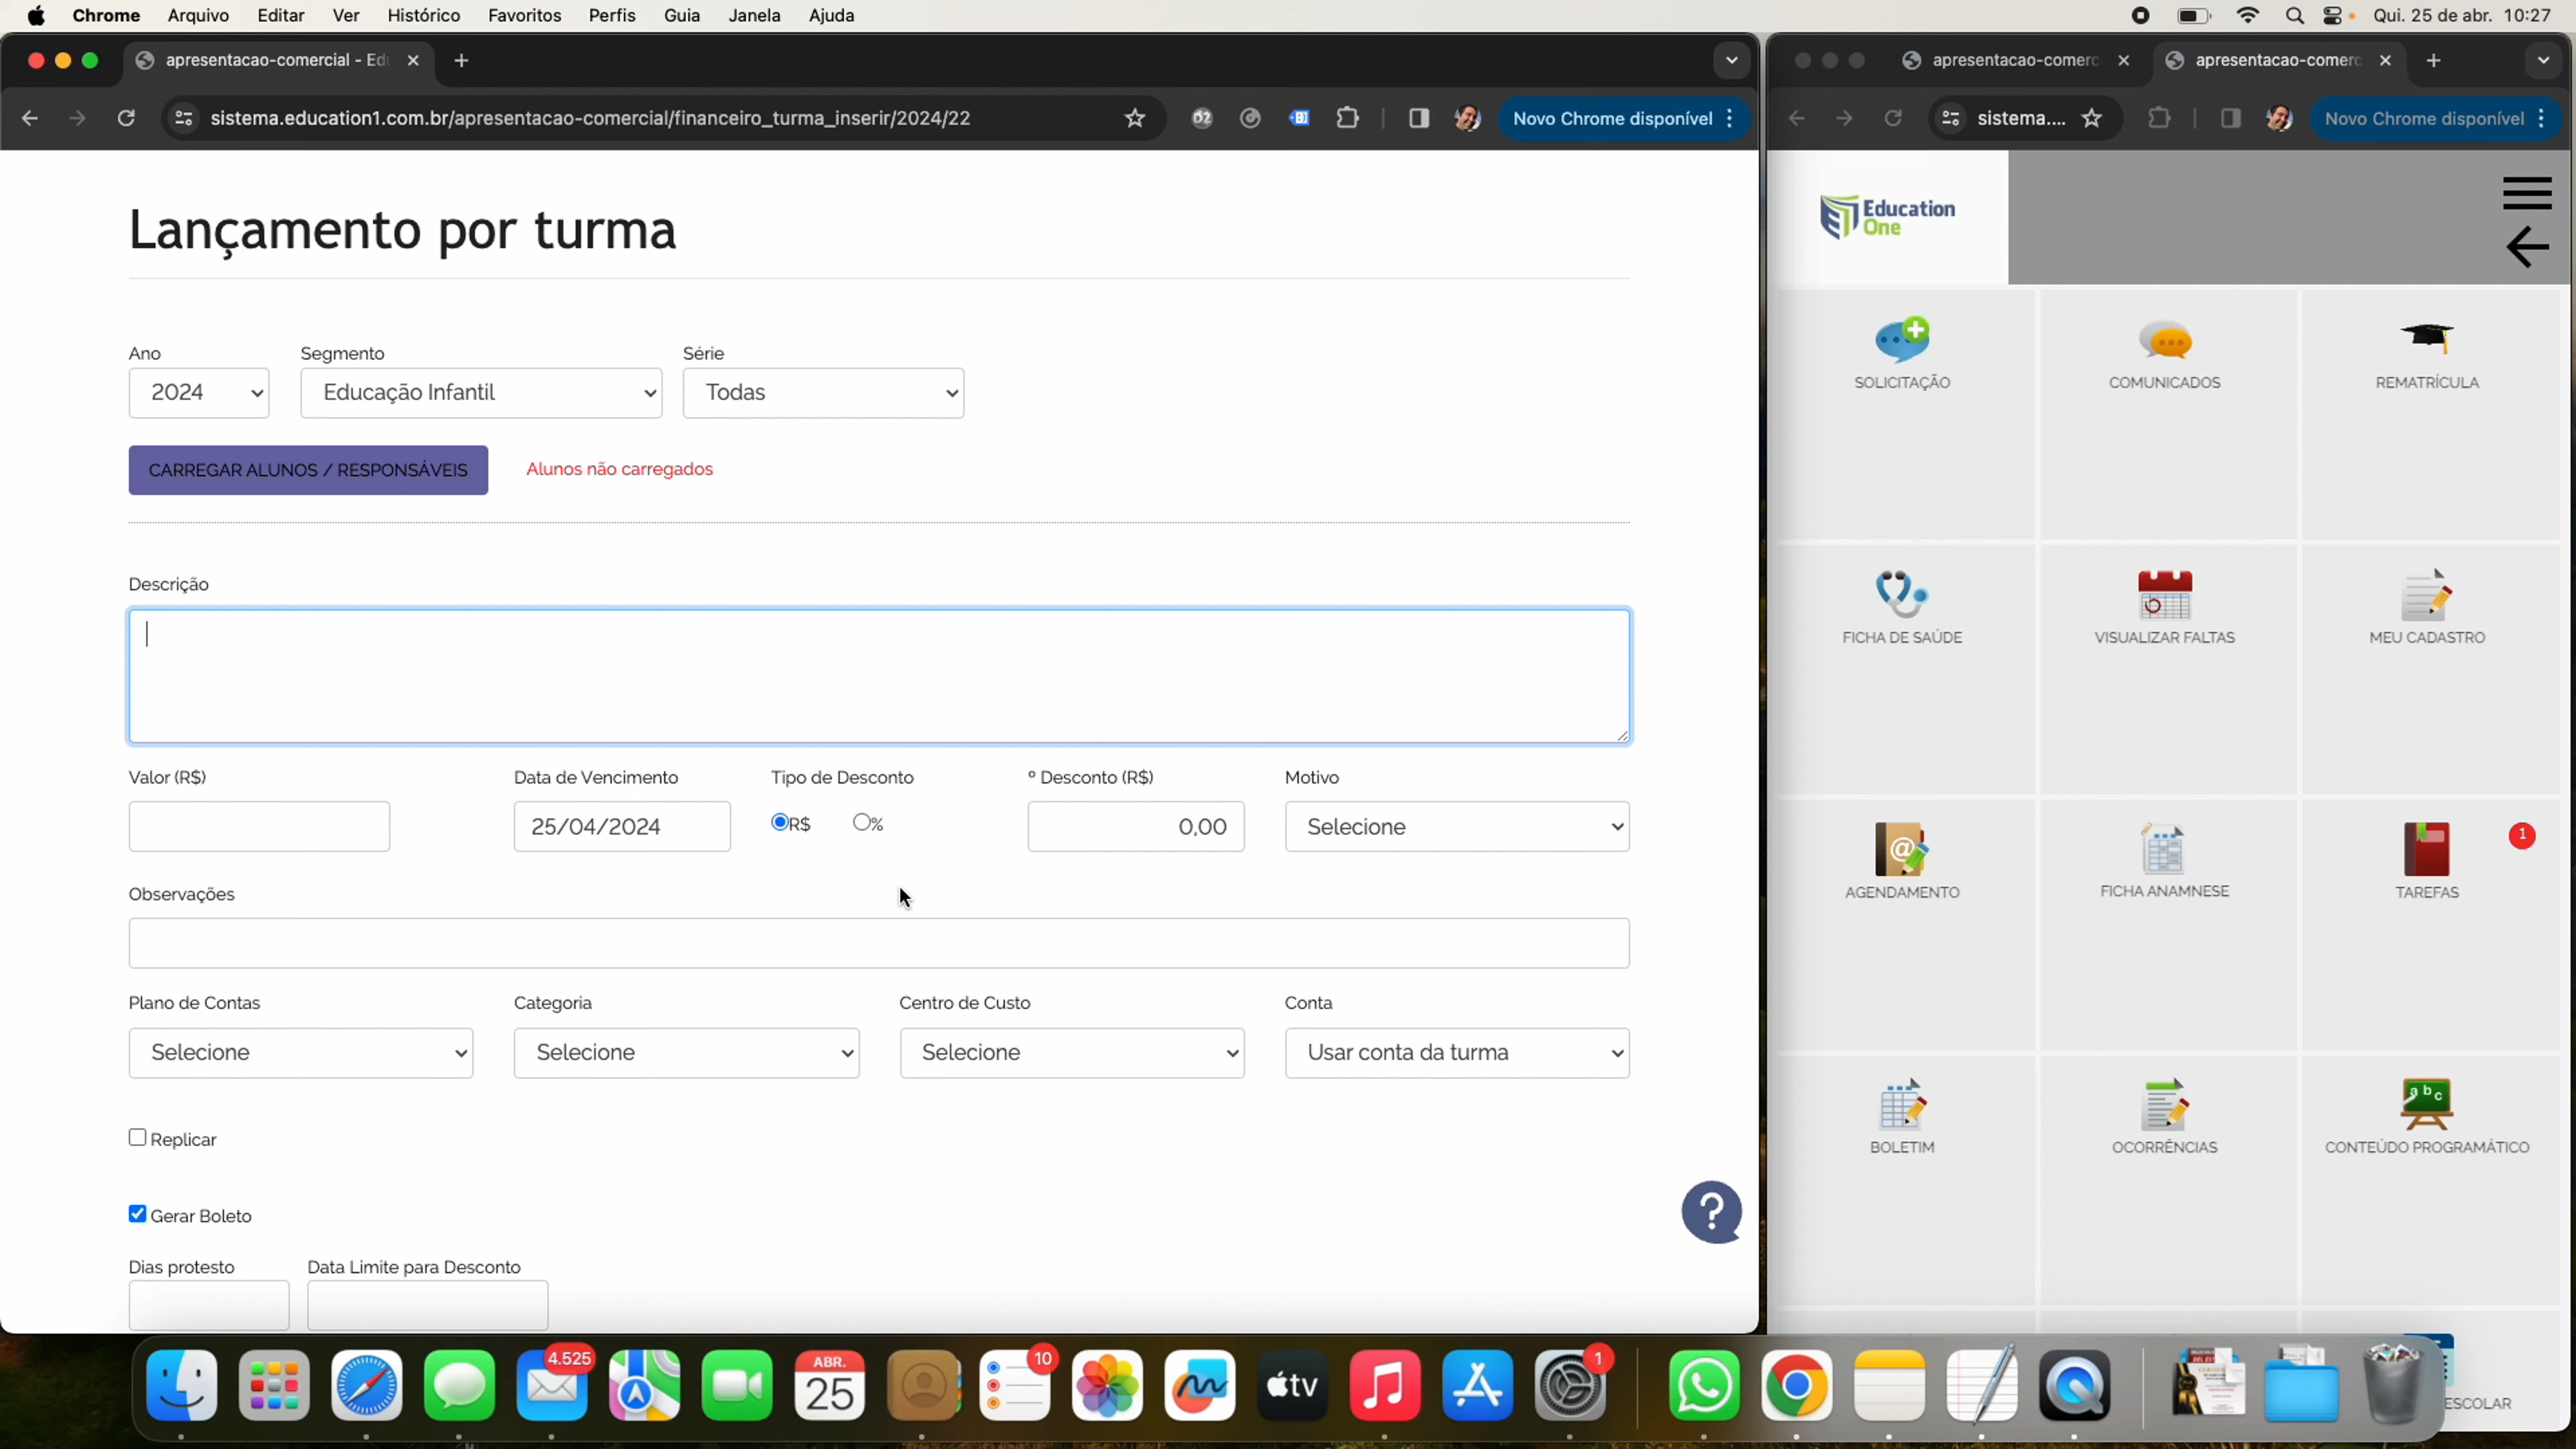 Chrome Arquivo Editar Ver Histórico Favoritos Perfis Guia Janela Ajuda Qui. 25 de abr. 10:27
apresentacao-comercial - Ed
sistema.education1.com.br/apresentacao-comercial/financeiro_turma_inserir/2024/22
Novo Chrome disponível
Lançamento por turma
Ano Segmento Série
2024 Educação Infantil Todas
CARREGAR ALUNOS / RESPONSÁVEIS Alunos não carregados
Descrição
Valor (R$) Data de Vencimento Tipo de Desconto º Desconto (R$) Motivo
25/04/2024 R$ % 0,00 Selecione
Observações
Plano de Contas Categoria Centro de Custo Conta
Selecione Selecione Selecione Usar conta da turma
Replicar
Gerar Boleto
?
Dias protesto Data Limite para Desconto
apresentacao-comerc apresentacao-comerc
sistema.... Novo Chrome disponível
Education
One
SOLICITAÇÃO COMUNICADOS REMATRÍCULA
FICHA DE SAÚDE VISUALIZAR FALTAS MEU CADASTRO
1
AGENDAMENTO FICHA ANAMNESE TAREFAS
abc
BOLETIM OCORRÊNCIAS CONTEÚDO PROGRAMÁTICO
ESCOLAR
4.525 ABR. 25 10 tv 1